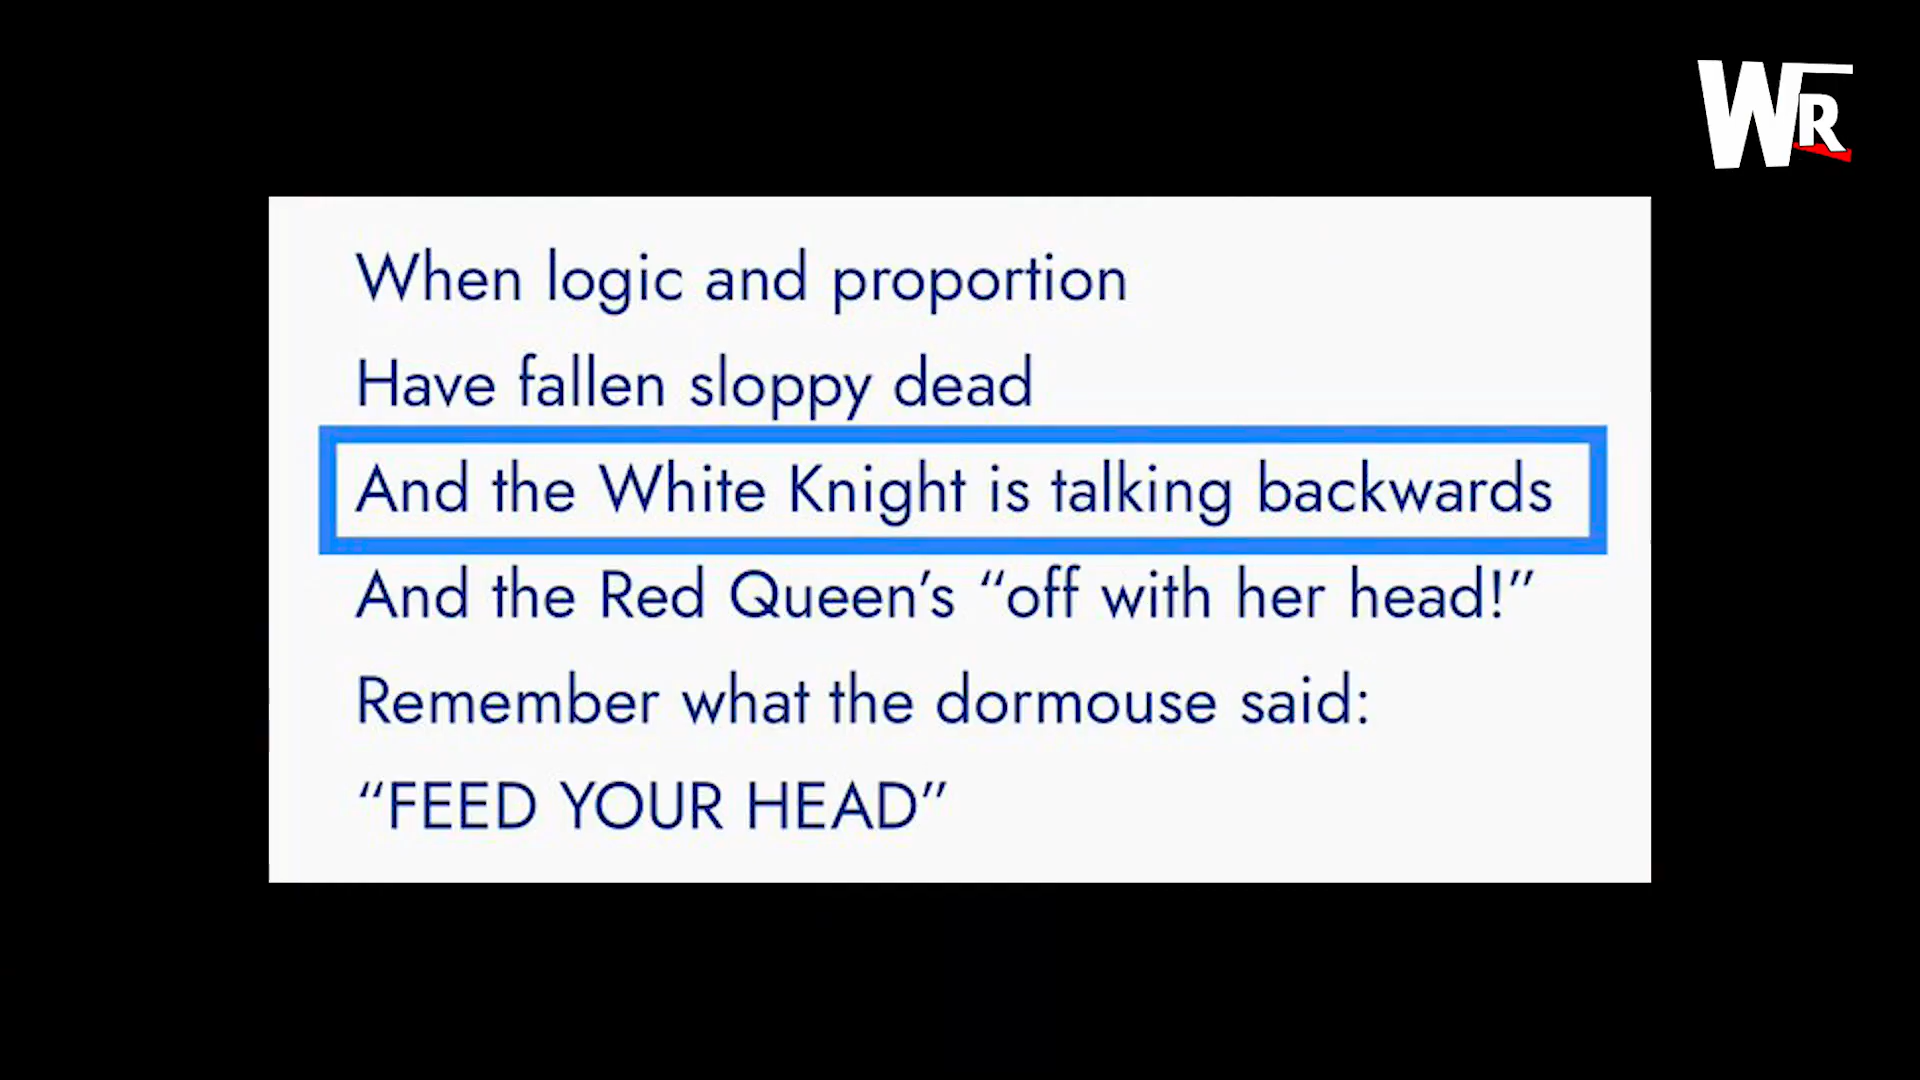 WR
When logic and proportion
Have fallen sloppy dead
And the White Knight is talking backwards
And the Red Queen’s “off with her head!”
Remember what the dormouse said:
“FEED YOUR HEAD”